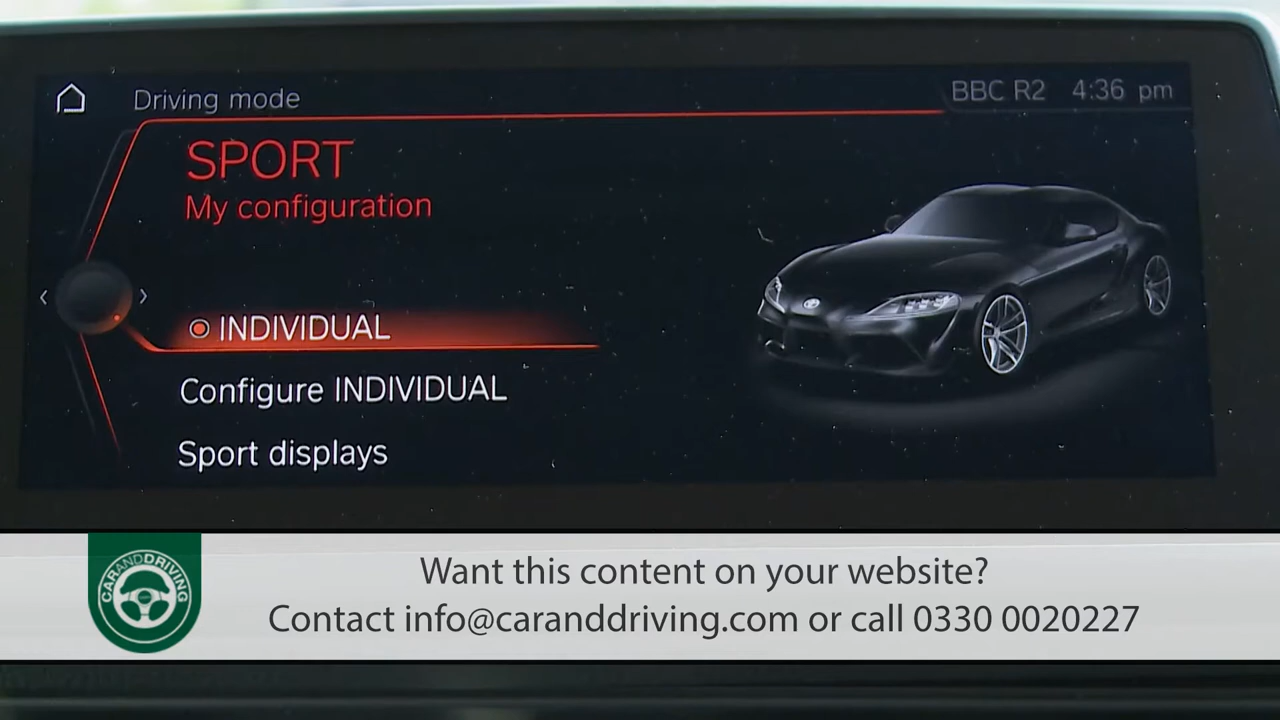 Driving mode
BBC R2 4:36 pm
SPORT
My configuration
INDIVIDUAL
Configure INDIVIDUAL
Sport displays
CARANDDRIVING
Want this content on your website?
Contact info@caranddriving.com or call 0330 0020227